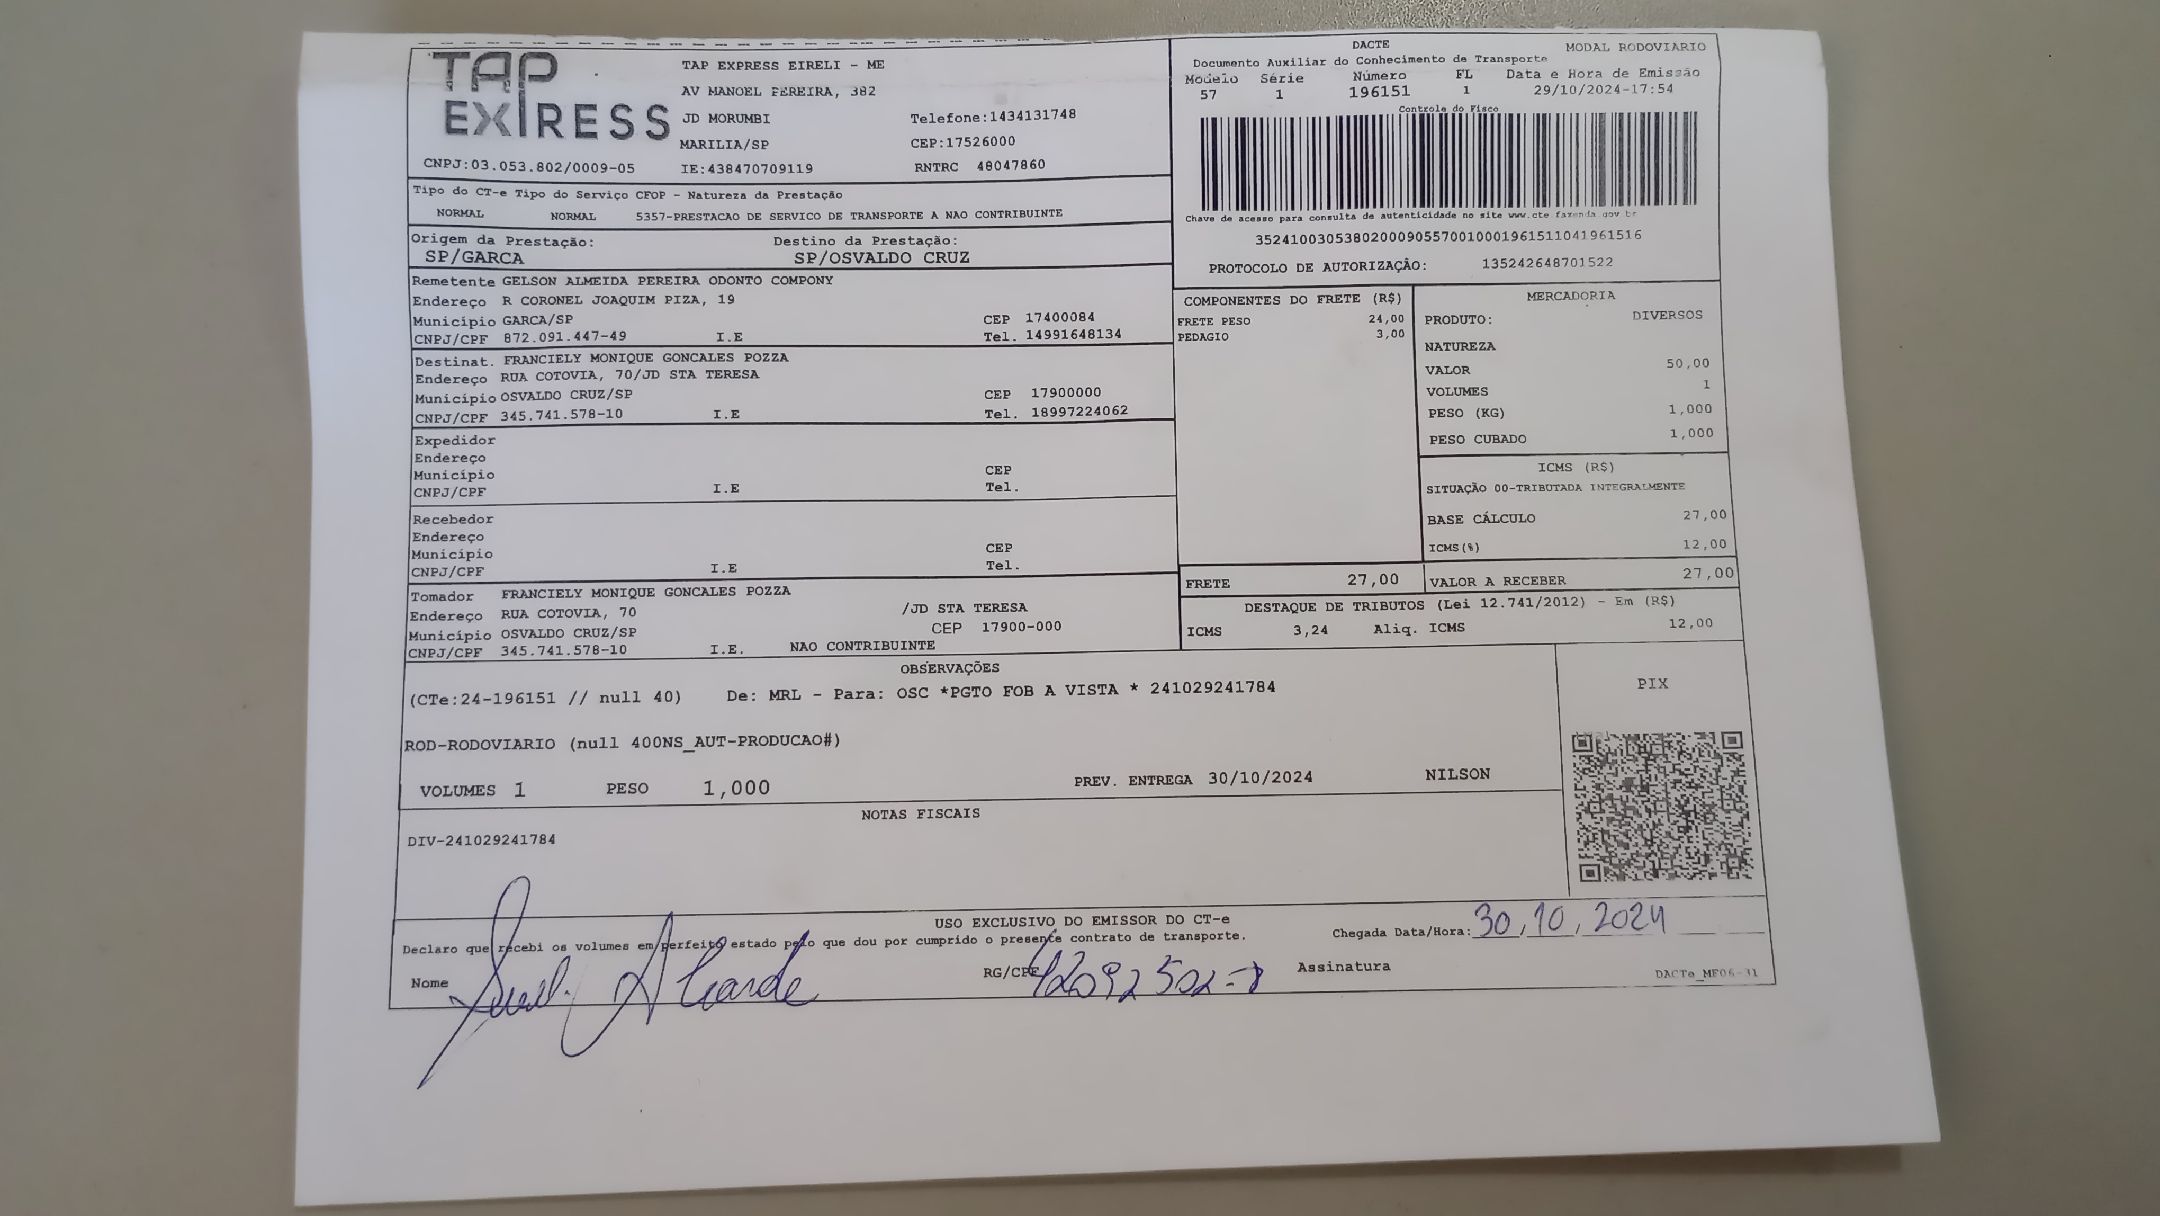 TAP EXPRESS
CNPJ:03.053.802/0009-05
TAP EXPRESS EIRELI - ME
AV MANOEL PEREIRA, 382
JD MORUMBI Telefone:1434131748
MARILIA/SP CEP:17526000
IE:438470709119 RNTRC 48047860
DACTE MODAL RODOVIARIO
Documento Auxiliar do Conhecimento de Transporte
Modelo Série Número FL Data e Hora de Emissão
57 1 196151 1 29/10/2024-17:54
Controle do Fisco
Chave de acesso para consulta de autenticidade no site www.cte.fazenda.gov.br
35241003053802000905570010001961511041961516
PROTOCOLO DE AUTORIZAÇÃO: 135242648701522
Tipo do CT-e Tipo do Serviço CFOP - Natureza da Prestação
NORMAL NORMAL 5357-PRESTACAO DE SERVICO DE TRANSPORTE A NAO CONTRIBUINTE
Origem da Prestação: Destino da Prestação:
SP/GARCA SP/OSVALDO CRUZ
Remetente GELSON ALMEIDA PEREIRA ODONTO COMPONY
Endereço R CORONEL JOAQUIM PIZA, 19
Município GARCA/SP CEP 17400084
CNPJ/CPF 872.091.447-49 I.E Tel. 14991648134
Destinat. FRANCIELY MONIQUE GONCALES POZZA
Endereço RUA COTOVIA, 70/JD STA TERESA
Município OSVALDO CRUZ/SP CEP 17900000
CNPJ/CPF 345.741.578-10 I.E Tel. 18997224062
Expedidor
Endereço
Município CEP
CNPJ/CPF I.E Tel.
Recebedor
Endereço
Município CEP
CNPJ/CPF I.E Tel.
Tomador FRANCIELY MONIQUE GONCALES POZZA
Endereço RUA COTOVIA, 70 /JD STA TERESA
Município OSVALDO CRUZ/SP CEP 17900-000
CNPJ/CPF 345.741.578-10 I.E. NAO CONTRIBUINTE
COMPONENTES DO FRETE (R$)
FRETE PESO 24,00
PEDAGIO 3,00
MERCADORIA
PRODUTO: DIVERSOS
NATUREZA
VALOR 50,00
VOLUMES 1
PESO (KG) 1,000
PESO CUBADO 1,000
ICMS (R$)
SITUAÇÃO 00-TRIBUTADA INTEGRALMENTE
BASE CÁLCULO 27,00
ICMS(%) 12,00
FRETE 27,00 VALOR A RECEBER 27,00
DESTAQUE DE TRIBUTOS (Lei 12.741/2012) - Em (R$)
ICMS 3,24 Aliq. ICMS 12,00
OBSERVAÇÕES
(CTe:24-196151 // null 40) De: MRL - Para: OSC *PGTO FOB A VISTA * 241029241784
ROD-RODOVIARIO (null 400NS_AUT-PRODUCAO#)
VOLUMES 1 PESO 1,000 PREV. ENTREGA 30/10/2024 NILSON
PIX
NOTAS FISCAIS
DIV-241029241784
USO EXCLUSIVO DO EMISSOR DO CT-e
Declaro que recebi os volumes em perfeito estado pelo que dou por cumprido o presente contrato de transporte.
Chegada Data/Hora: 30,10,2024
Nome RG/CPF Assinatura
DACTe_MF06-31